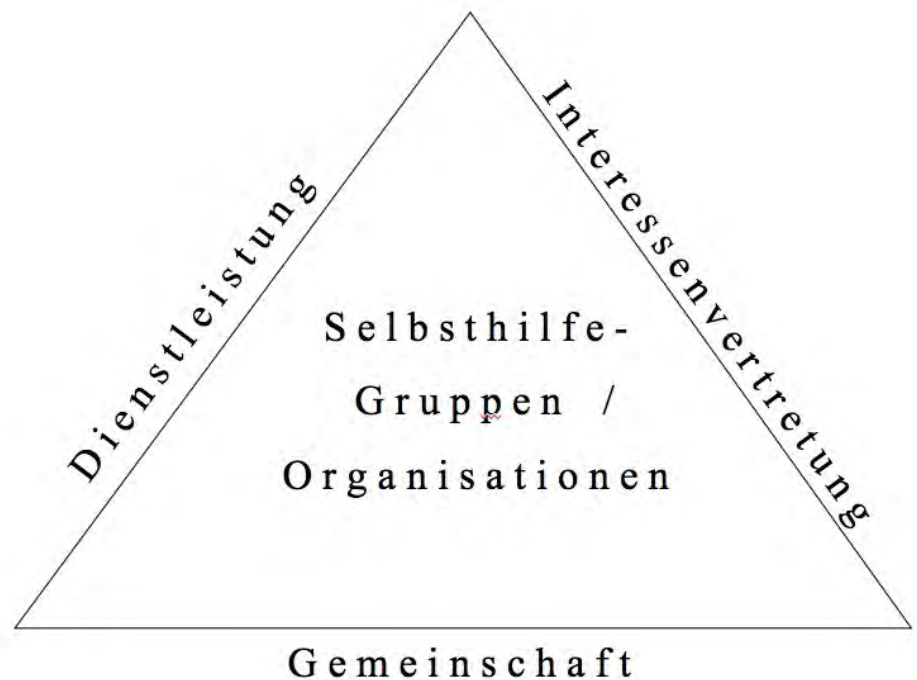 Dienstleistung
Interessenvertretung
Selbsthilfe-
Gruppen /
Organisationen
Gemeinschaft